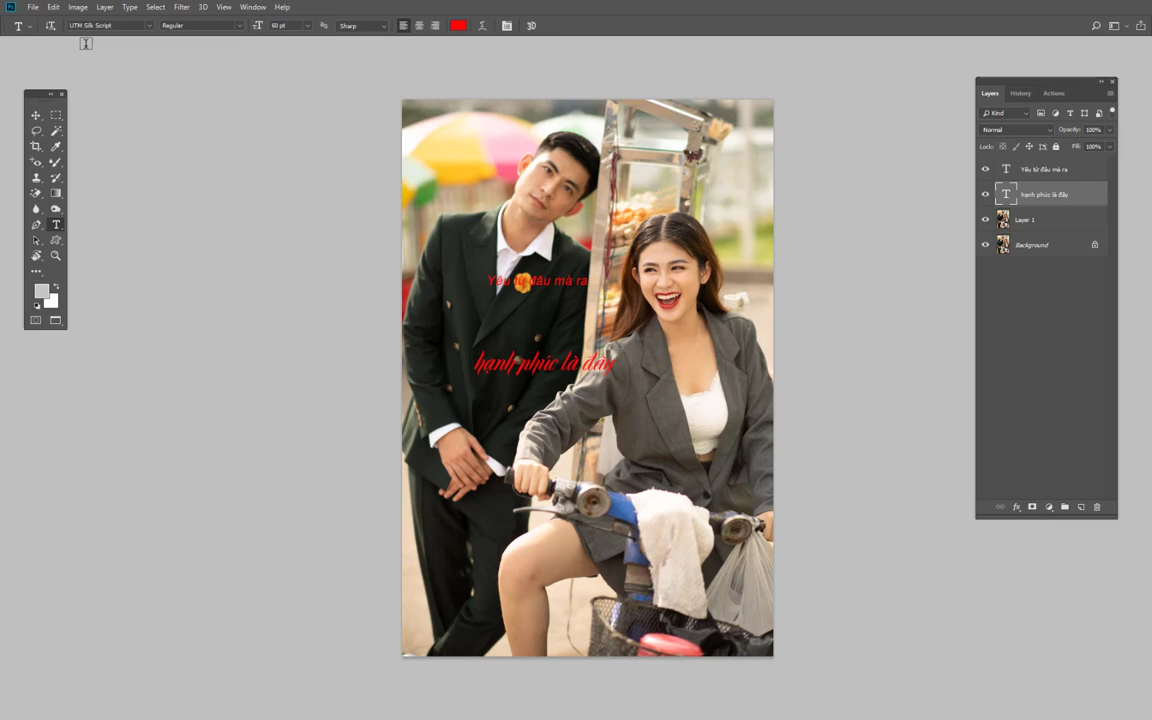 Ps File Edit Image Layer Type Select Filter 3D View Window Help
T UTM Silk Script Regular 60 pt Sharp 3D
Layers History Actions
Kind
Normal Opacity: 100%
Lock: Fill: 100%
Yêu từ đâu mà ra
hạnh phúc là đây
Layer 1
Background
Yêu từ đâu mà ra
hạnh phúc là đây